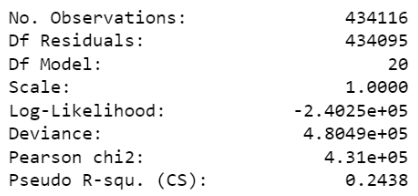 No. Observations: 434116
Df Residuals: 434095
Df Model: 20
Scale: 1.0000
Log-Likelihood: -2.4025e+05
Deviance: 4.8049e+05
Pearson chi2: 4.31e+05
Pseudo R-squ. (CS): 0.2438